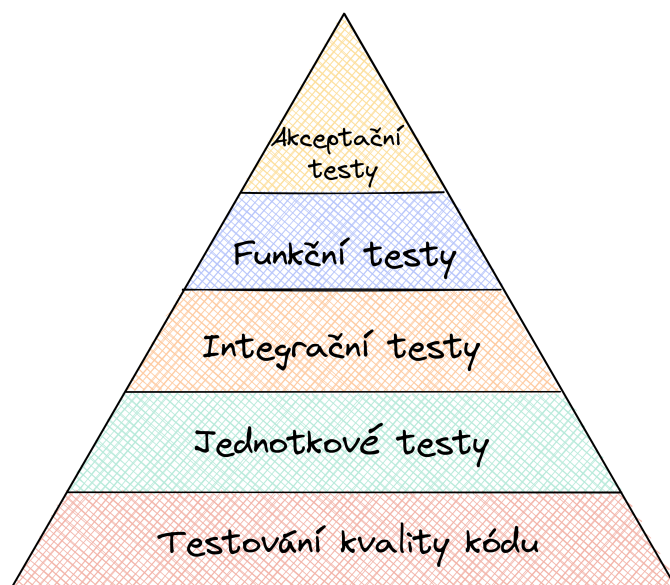 Akceptační
testy
Funkční testy
Integrační testy
Jednotkové testy
Testování kvality kódu